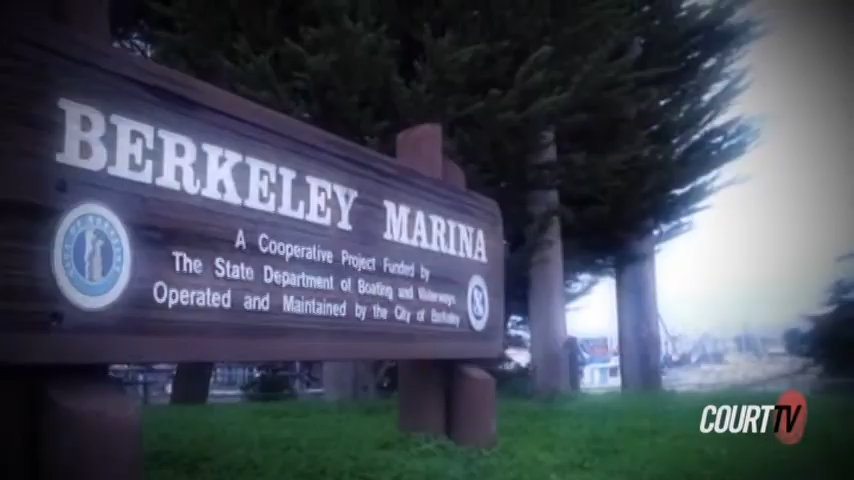 BERKELEY MARINA
A Cooperative Project Funded by
The State Department of Boating and Waterways
Operated and Maintained by the City of Berkeley
COURT TV